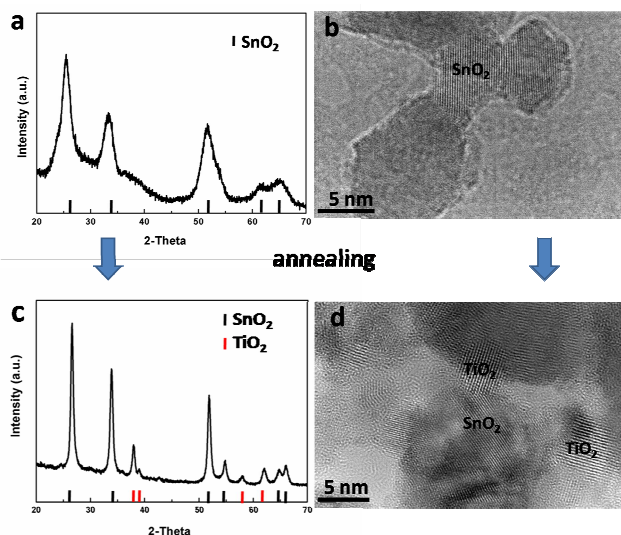 a
SnO₂
Intensity (a.u.)
20 30 40 50 60 70
2-Theta
b
SnO₂
5 nm
annealing
c
SnO₂
TiO₂
Intensity (a.u.)
20 30 40 50 60 70
2-Theta
d
TiO₂
SnO₂
TiO₂
5 nm